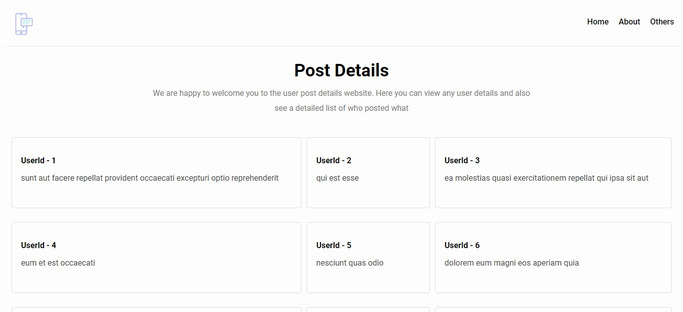 Home About Others
Post Details
We are happy to welcome you to the user post details website. Here you can view any user details and also
see a detailed list of who posted what
UserId - 1
sunt aut facere repellat provident occaecati excepturi optio reprehenderit
UserId - 2
qui est esse
UserId - 3
ea molestias quasi exercitationem repellat qui ipsa sit aut
UserId - 4
eum et est occaecati
UserId - 5
nesciunt quas odio
UserId - 6
dolorem eum magni eos aperiam quia